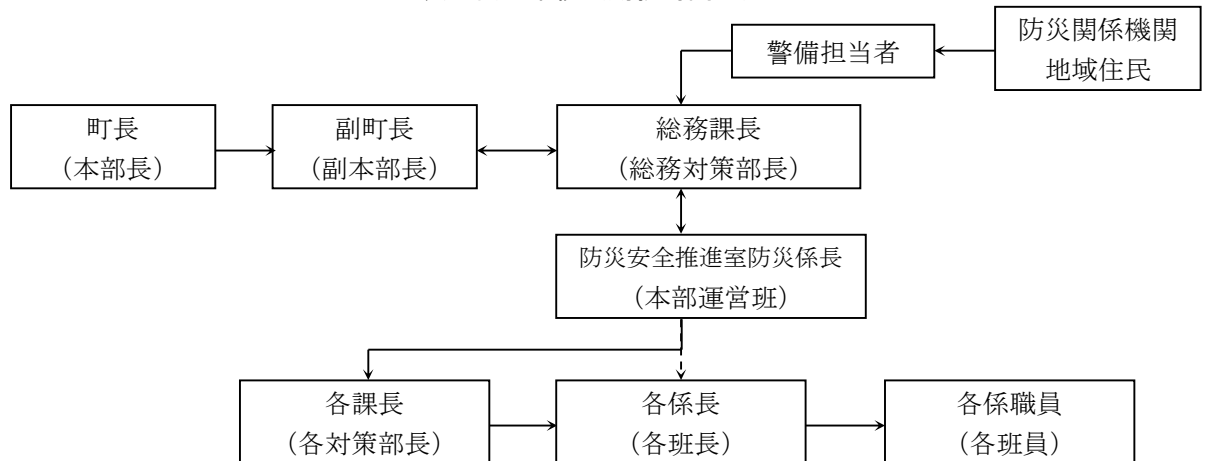 防災関係機関
地域住民
警備担当者
町長
(本部長)
副町長
(副本部長)
総務課長
(総務対策部長)
防災安全推進室防災係長
(本部運営班)
各課長
(各対策部長)
各係長
(各班長)
各係職員
(各班員)